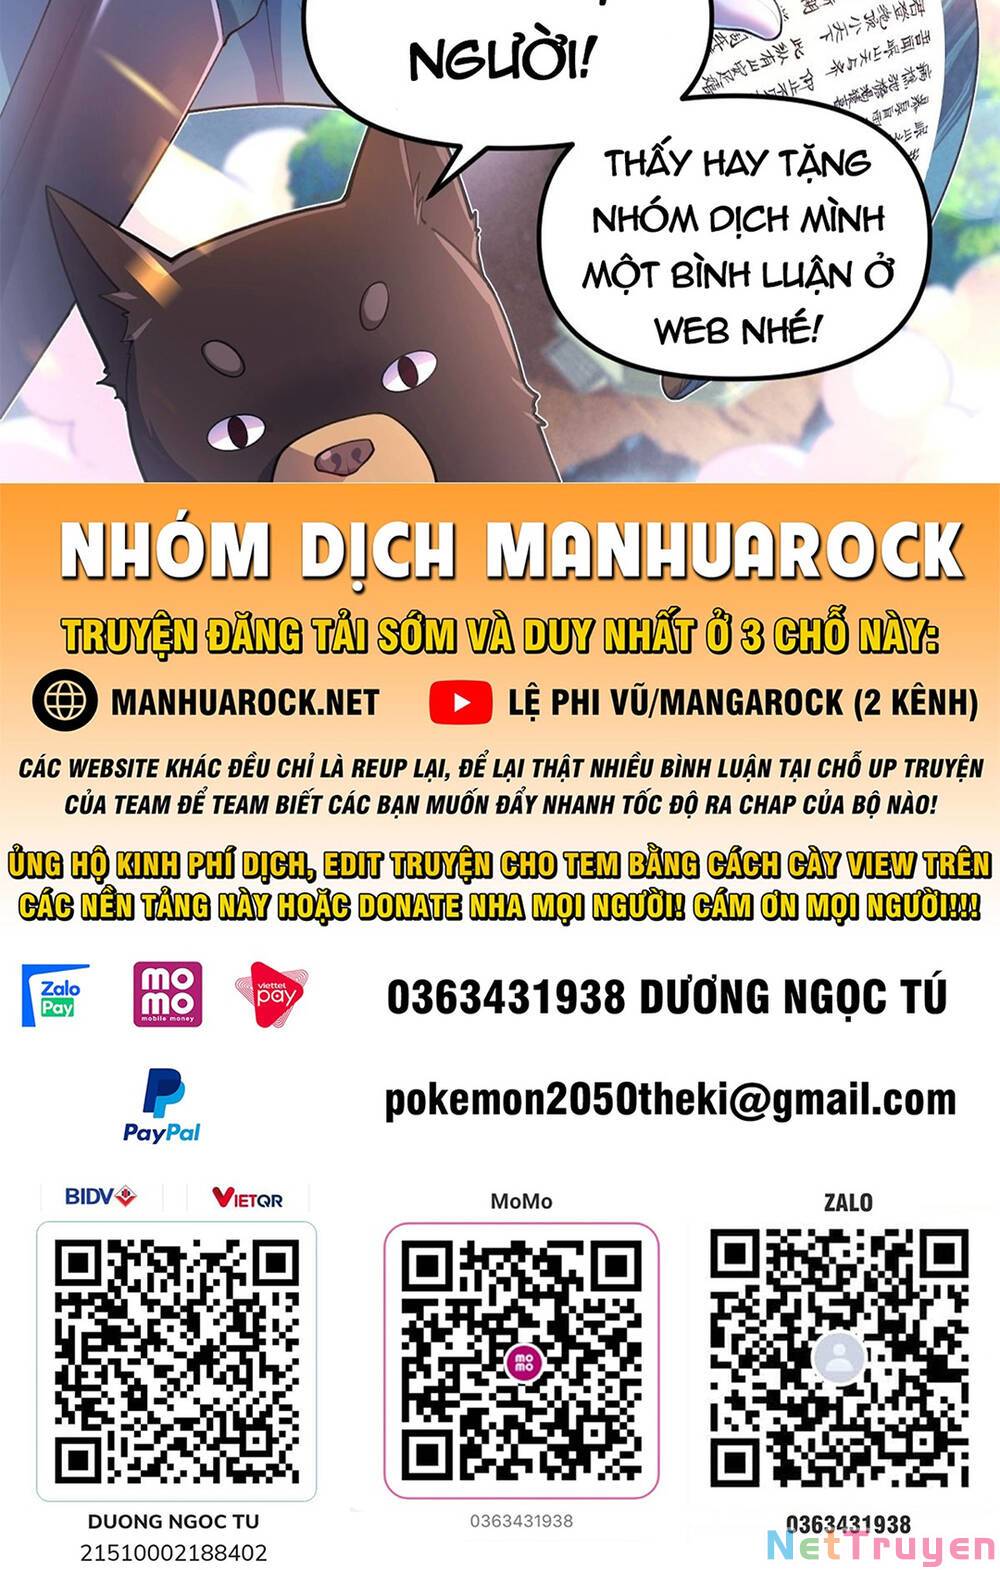 NGƯỜI!
THẤY HAY TẶNG
NHÓM DỊCH MÌNH
MỘT BÌNH LUẬN Ở
WEB NHÉ!
NHÓM DỊCH MANHUAROCK
TRUYỆN ĐĂNG TẢI SỚM VÀ DUY NHẤT Ở 3 CHỖ NÀY:
MANHUAROCK.NET
LỆ PHI VŨ/MANGAROCK (2 KÊNH)
CÁC WEBSITE KHÁC ĐỀU CHỈ LÀ REUP LẠI, ĐỂ LẠI THẬT NHIỀU BÌNH LUẬN TẠI CHỖ UP TRUYỆN
CỦA TEAM ĐỂ TEAM BIẾT CÁC BẠN MUỐN ĐẨY NHANH TỐC ĐỘ RA CHAP CỦA BỘ NÀO!
ỦNG HỘ KINH PHÍ DỊCH, EDIT TRUYỆN CHO TEM BẰNG CÁCH CÀY VIEW TRÊN
CÁC NỀN TẢNG NÀY HOẶC DONATE NHA MỌI NGƯỜI! CÁM ƠN MỌI NGƯỜI!!!
Zalo
Pay
mo
mo
mobile money
viettel
pay
0363431938 DƯƠNG NGỌC TÚ
PayPal
pokemon2050theki@gmail.com
BIDV
VIETQR
MoMo
ZALO
mo
mo
DUONG NGOC TU
21510002188402
0363431938
0363431938
NetTruyen